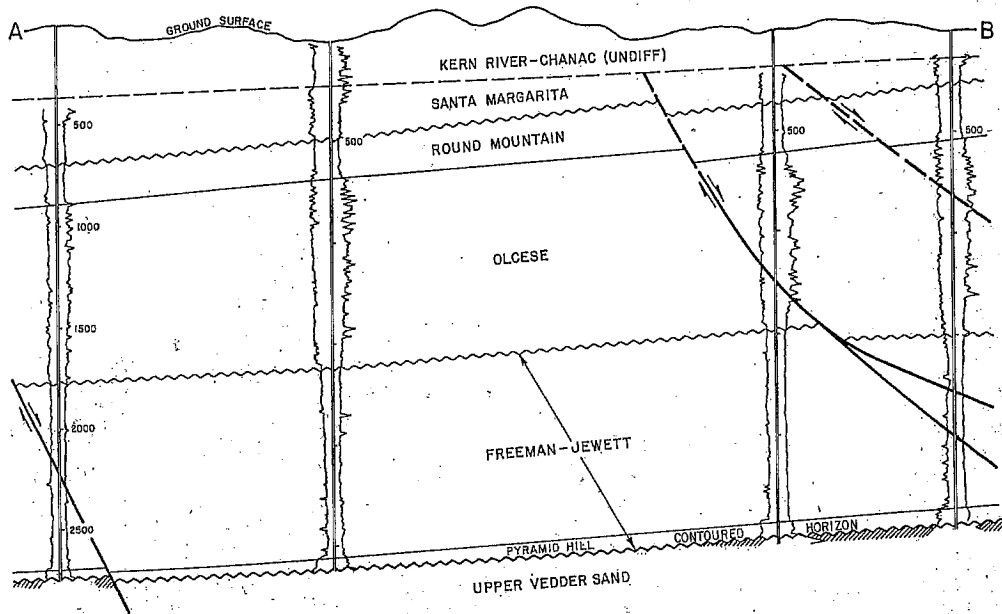 A
GROUND SURFACE
B
KERN RIVER-CHANAC (UNDIFF)
SANTA MARGARITA
500
500
500
500
ROUND MOUNTAIN
1000
OLCESE
1500
2000
FREEMAN-JEWETT
2500
PYRAMID HILL
CONTOURED HORIZON
UPPER VEDDER SAND